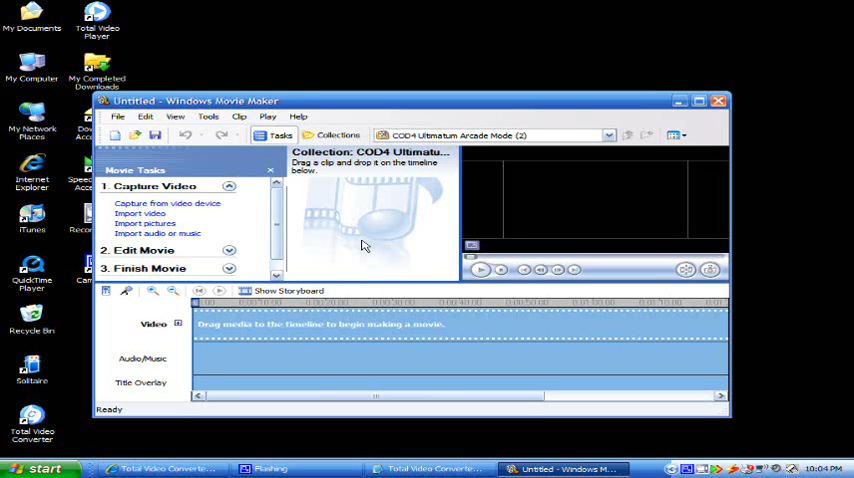 My Documents
Total Video
Player
My Computer
My Completed
Downloads
My Network
Places
Internet
Explorer
iTunes
QuickTime
Player
Recycle Bin
Solitaire
Total Video
Converter
Untitled - Windows Movie Maker
File Edit View Tools Clip Play Help
Tasks Collections COD4 Ultimatum Arcade Mode (2)
Movie Tasks
Collection: COD4 Ultimatu...
Drag a clip and drop it on the timeline
below.
1. Capture Video
Capture from video device
Import video
Import pictures
Import audio or music
2. Edit Movie
3. Finish Movie
Show Storyboard
Video
Drag media to the timeline to begin making a movie.
Audio/Music
Title Overlay
Ready
start
Total Video Converte...
Flashing
Total Video Converte...
Untitled - Windows M...
10:04 PM